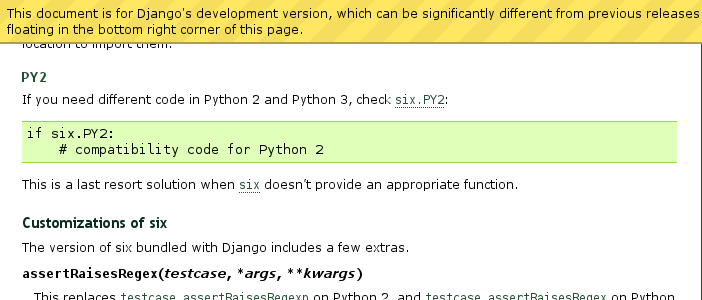 This document is for Django's development version, which can be significantly different from previous releases
floating in the bottom right corner of this page.
location to import them.
PY2
If you need different code in Python 2 and Python 3, check six.PY2:
if six.PY2:
    # compatibility code for Python 2
This is a last resort solution when six doesn't provide an appropriate function.
Customizations of six
The version of six bundled with Django includes a few extras.
assertRaisesRegex(testcase, *args, **kwargs)
This replaces testcase.assertRaisesRegexp on Python 2, and testcase.assertRaisesRegex on Python